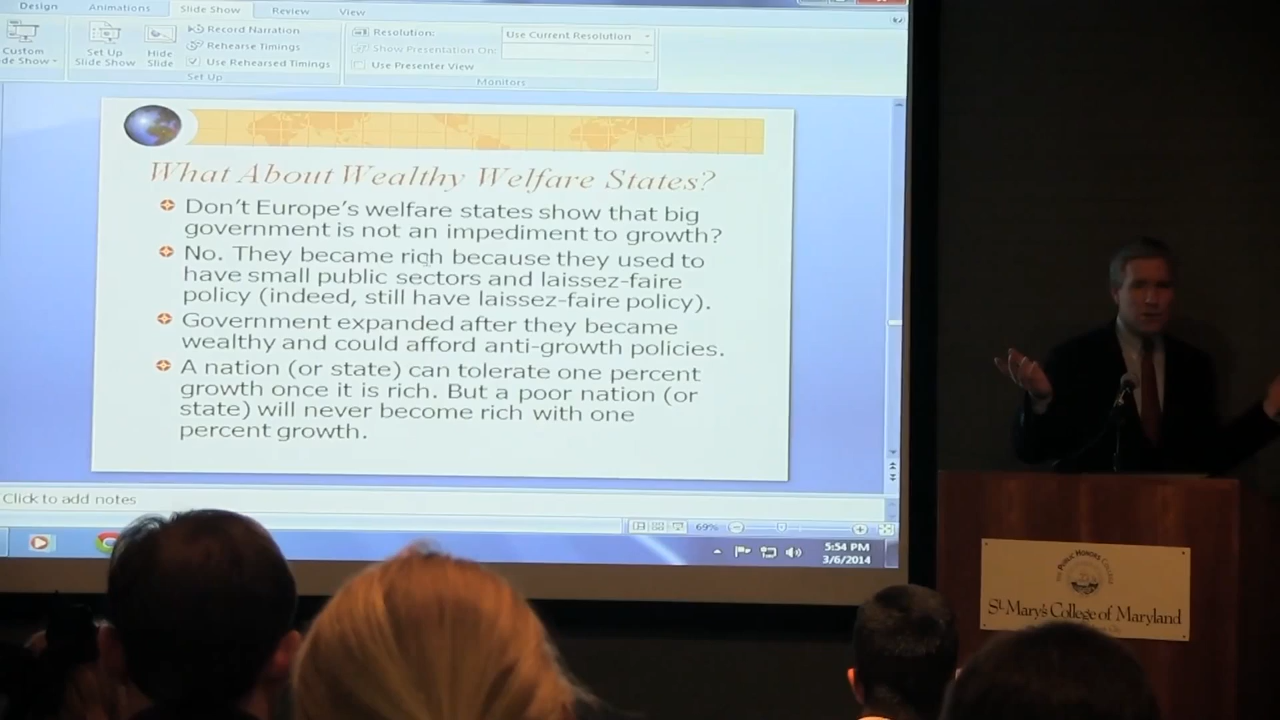 Design Animations Slide Show Review View
Custom
Slide Show
Set Up
Slide Show
Hide
Slide
Record Narration
Rehearse Timings
Use Rehearsed Timings
Set Up
Resolution: Use Current Resolution
Show Presentation On:
Use Presenter View
Monitors
What About Wealthy Welfare States?
Don't Europe's welfare states show that big
government is not an impediment to growth?
No. They became rich because they used to
have small public sectors and laissez-faire
policy (indeed, still have laissez-faire policy).
Government expanded after they became
wealthy and could afford anti-growth policies.
A nation (or state) can tolerate one percent
growth once it is rich. But a poor nation (or
state) will never become rich with one
percent growth.
Click to add notes
69%
5:54 PM
3/6/2014
THE PUBLIC HONORS COLLEGE
St. Mary's College of Maryland